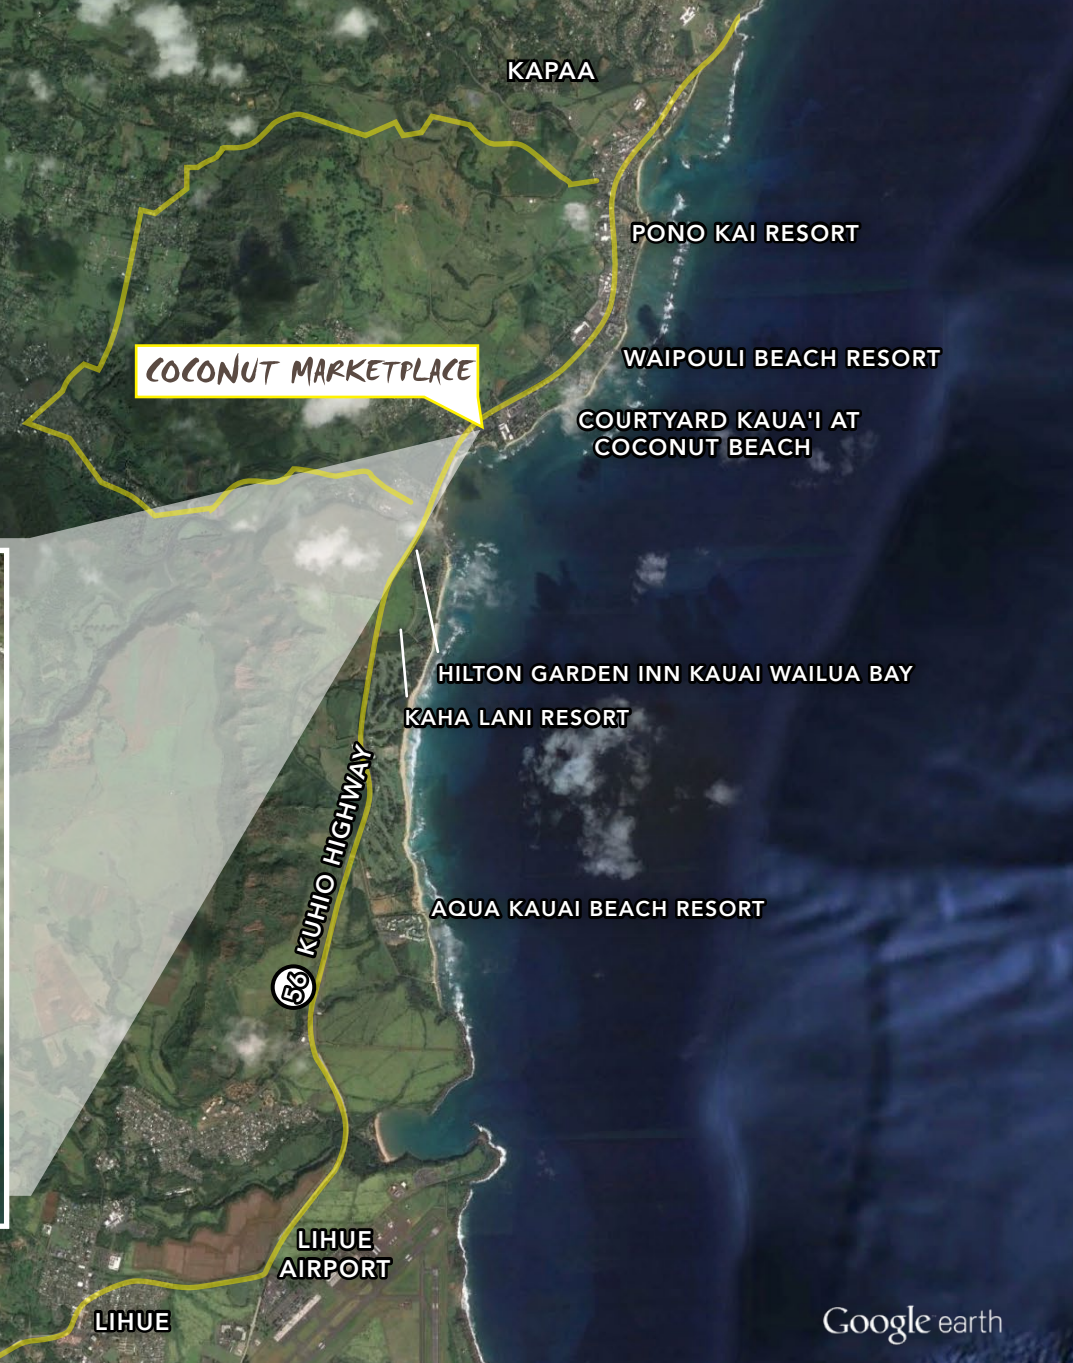 KAPAA
PONO KAI RESORT
WAIPOULI BEACH RESORT
COCONUT MARKETPLACE
COURTYARD KAUA'I AT
COCONUT BEACH
HILTON GARDEN INN KAUAI WAILUA BAY
KAHA LANI RESORT
KUHIO HIGHWAY
56
AQUA KAUAI BEACH RESORT
LIHUE
AIRPORT
LIHUE
Google earth